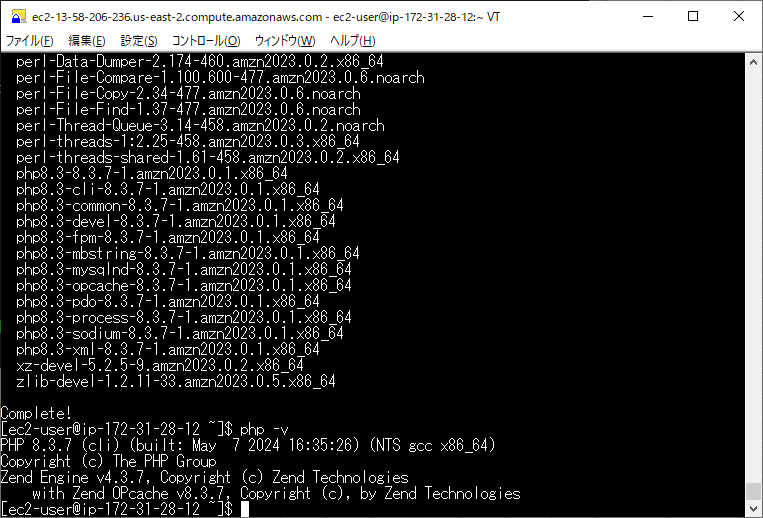 ec2-13-58-206-236.us-east-2.compute.amazonaws.com - ec2-user@ip-172-31-28-12:~ VT
ファイル(F) 編集(E) 設定(S) コントロール(O) ウィンドウ(W) ヘルプ(H)
perl-Data-Dumper-2.174-460.amzn2023.0.2.x86_64
perl-File-Compare-1.100.600-477.amzn2023.0.6.noarch
perl-File-Copy-2.34-477.amzn2023.0.6.noarch
perl-File-Find-1.37-477.amzn2023.0.6.noarch
perl-Thread-Queue-3.14-458.amzn2023.0.2.noarch
perl-threads-1:2.25-458.amzn2023.0.3.x86_64
perl-threads-shared-1.61-458.amzn2023.0.2.x86_64
php8.3-8.3.7-1.amzn2023.0.1.x86_64
php8.3-cli-8.3.7-1.amzn2023.0.1.x86_64
php8.3-common-8.3.7-1.amzn2023.0.1.x86_64
php8.3-devel-8.3.7-1.amzn2023.0.1.x86_64
php8.3-fpm-8.3.7-1.amzn2023.0.1.x86_64
php8.3-mbstring-8.3.7-1.amzn2023.0.1.x86_64
php8.3-mysqlnd-8.3.7-1.amzn2023.0.1.x86_64
php8.3-opcache-8.3.7-1.amzn2023.0.1.x86_64
php8.3-pdo-8.3.7-1.amzn2023.0.1.x86_64
php8.3-process-8.3.7-1.amzn2023.0.1.x86_64
php8.3-sodium-8.3.7-1.amzn2023.0.1.x86_64
php8.3-xml-8.3.7-1.amzn2023.0.1.x86_64
xz-devel-5.2.5-9.amzn2023.0.2.x86_64
zlib-devel-1.2.11-33.amzn2023.0.5.x86_64
Complete!
[ec2-user@ip-172-31-28-12 ~]$ php -v
PHP 8.3.7 (cli) (built: May  7 2024 16:35:26) (NTS gcc x86_64)
Copyright (c) The PHP Group
Zend Engine v4.3.7, Copyright (c) Zend Technologies
with Zend OPcache v8.3.7, Copyright (c), by Zend Technologies
[ec2-user@ip-172-31-28-12 ~]$